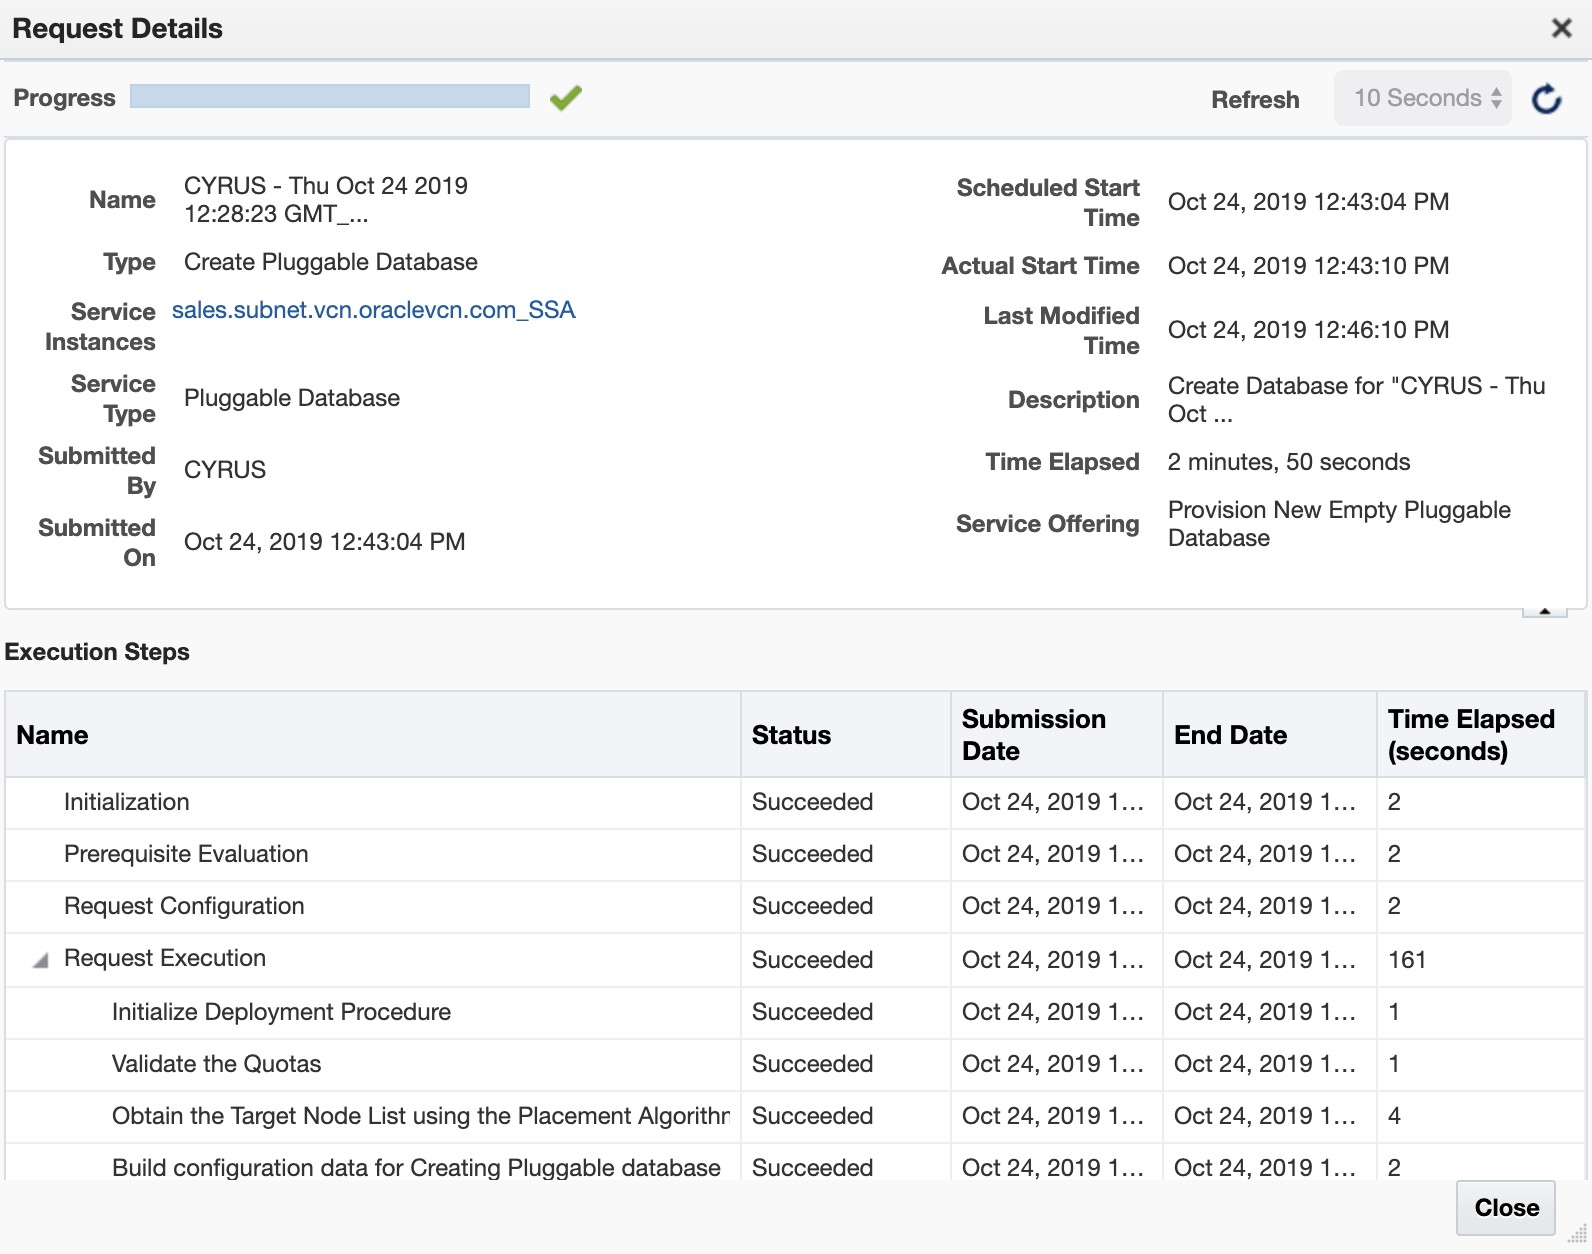 Request Details
Progress
Refresh
10 Seconds
Name
CYRUS - Thu Oct 24 2019
12:28:23 GMT_...
Type
Create Pluggable Database
Service
Instances
sales.subnet.vcn.oraclevcn.com_SSA
Service
Type
Pluggable Database
Submitted
By
CYRUS
Submitted
On
Oct 24, 2019 12:43:04 PM
Scheduled Start
Time
Oct 24, 2019 12:43:04 PM
Actual Start Time
Oct 24, 2019 12:43:10 PM
Last Modified
Time
Oct 24, 2019 12:46:10 PM
Description
Create Database for "CYRUS - Thu
Oct ...
Time Elapsed
2 minutes, 50 seconds
Service Offering
Provision New Empty Pluggable
Database
Execution Steps
Name
Status
Submission
Date
End Date
Time Elapsed
(seconds)
Initialization Succeeded Oct 24, 2019 1... Oct 24, 2019 1... 2
Prerequisite Evaluation Succeeded Oct 24, 2019 1... Oct 24, 2019 1... 2
Request Configuration Succeeded Oct 24, 2019 1... Oct 24, 2019 1... 2
Request Execution Succeeded Oct 24, 2019 1... Oct 24, 2019 1... 161
Initialize Deployment Procedure Succeeded Oct 24, 2019 1... Oct 24, 2019 1... 1
Validate the Quotas Succeeded Oct 24, 2019 1... Oct 24, 2019 1... 1
Obtain the Target Node List using the Placement Algorithm Succeeded Oct 24, 2019 1... Oct 24, 2019 1... 4
Build configuration data for Creating Pluggable database Succeeded Oct 24, 2019 1... Oct 24, 2019 1... 2
Close